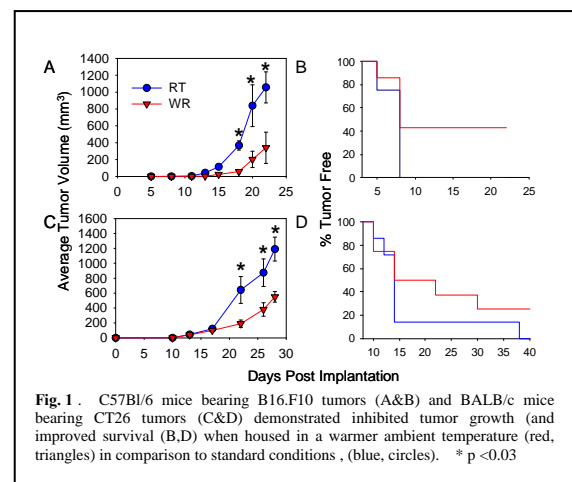 A
B
1400
1200
1000
800
600
400
200
0
RT
WR
*
*
*
0 5 10 15 20 25
100
80
60
40
20
0
5 10 15 20 25
Average Tumor Volume (mm³)
% Tumor Free
C
D
1600
1400
1200
1000
800
600
400
200
0
*
*
*
0 5 10 15 20 25 30
100
80
60
40
20
0
10 15 20 25 30 35 40
Days Post Implantation
Fig. 1 . C57Bl/6 mice bearing B16.F10 tumors (A&B) and BALB/c mice
bearing CT26 tumors (C&D) demonstrated inhibited tumor growth (and
improved survival (B,D) when housed in a warmer ambient temperature (red,
triangles) in comparison to standard conditions , (blue, circles). * p <0.03